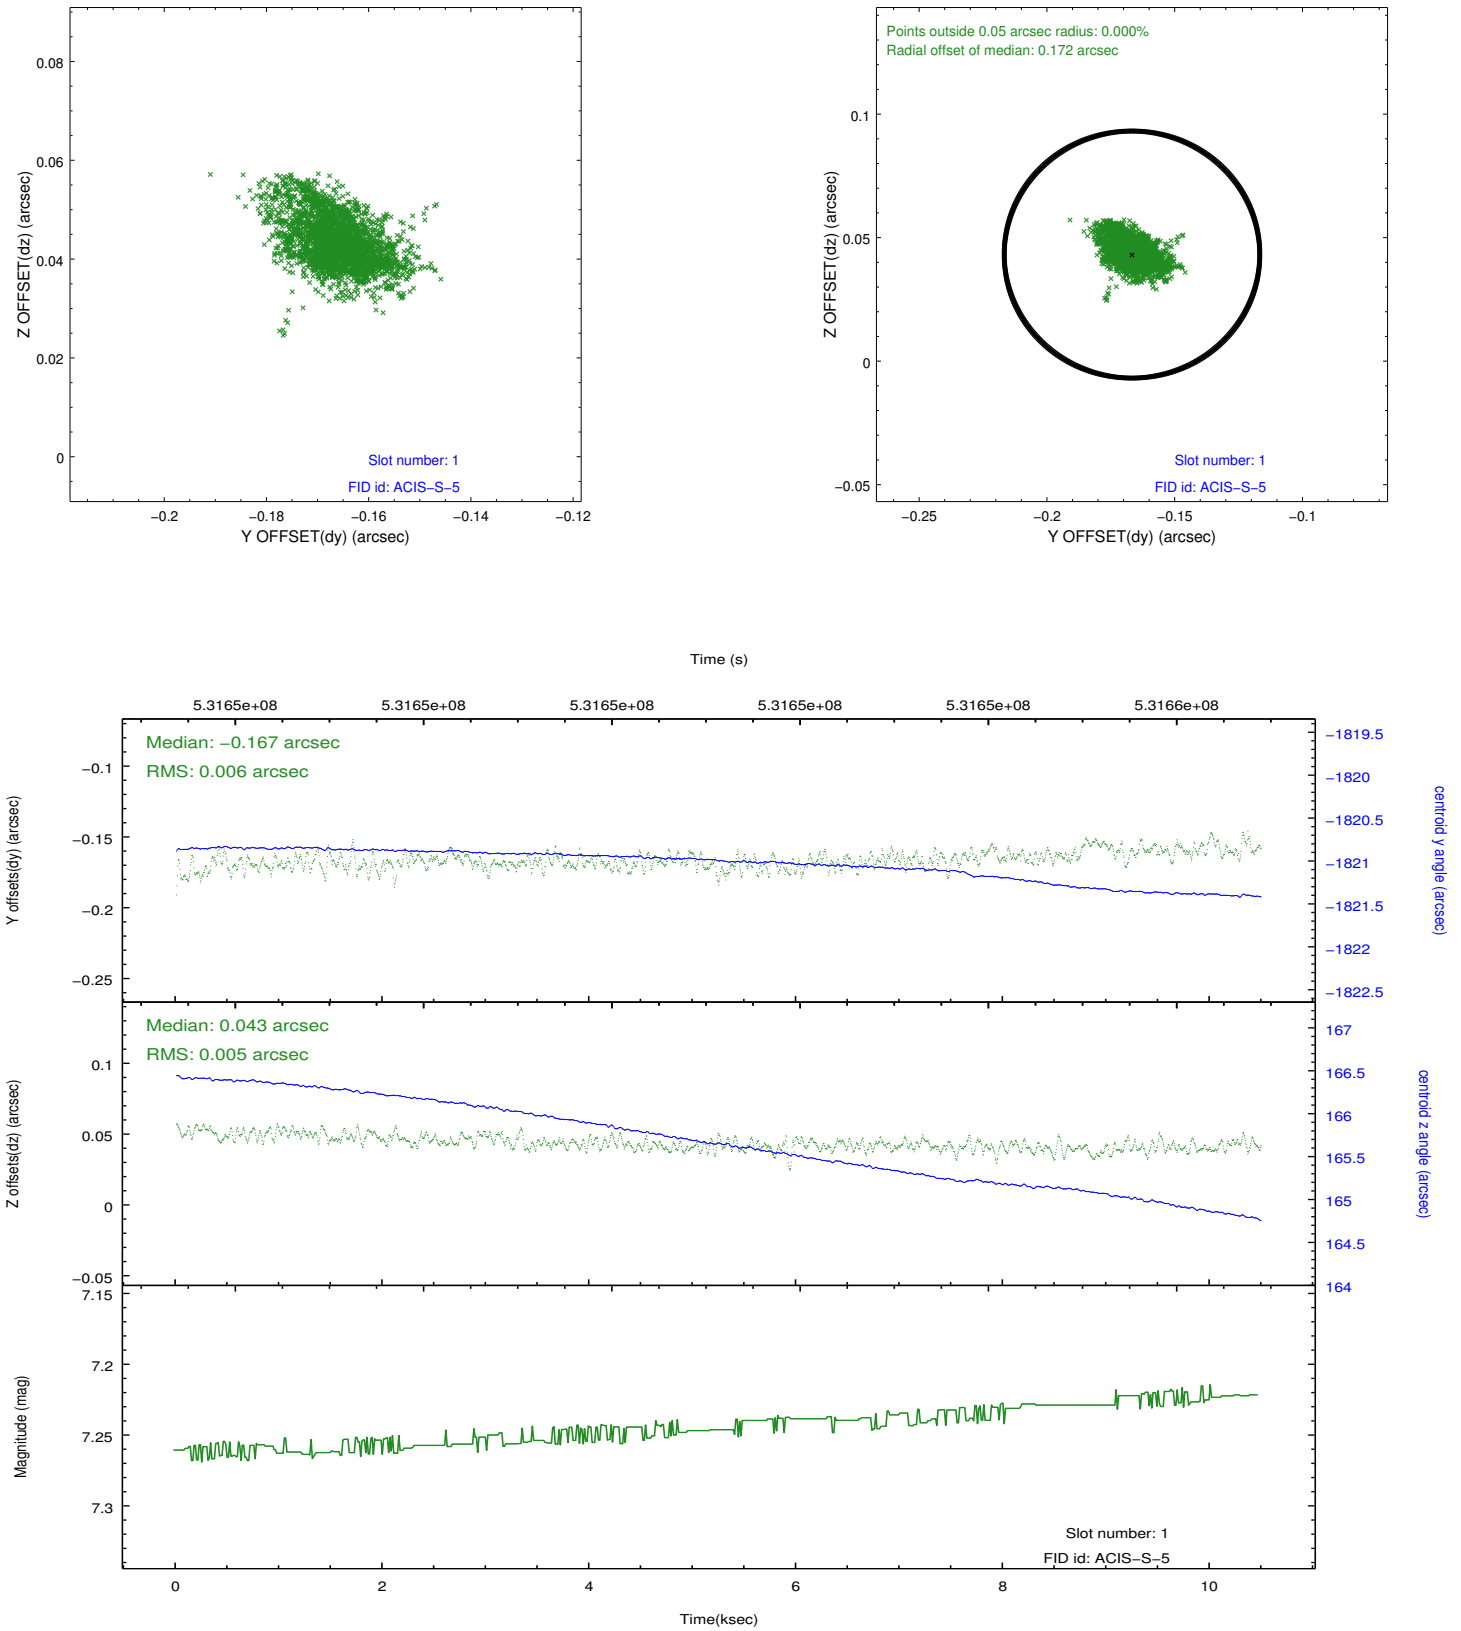 0.08
0.06
0.04
0.02
0
Z OFFSET(dz) (arcsec)
Slot number: 1
FID id: ACIS−S−5
−0.2 −0.18 −0.16 −0.14 −0.12
Y OFFSET(dy) (arcsec)
Points outside 0.05 arcsec radius: 0.000%
Radial offset of median: 0.172 arcsec
0.1
0.05
0
−0.05
Z OFFSET(dz) (arcsec)
Slot number: 1
FID id: ACIS−S−5
−0.25 −0.2 −0.15 −0.1
Y OFFSET(dy) (arcsec)
Time (s)
5.3165e+08 5.3165e+08 5.3165e+08 5.3165e+08 5.3165e+08 5.3166e+08
Median: −0.167 arcsec
RMS: 0.006 arcsec
−0.1
−0.15
−0.2
−0.25
Y offsets(dy) (arcsec)
−1819.5
−1820
−1820.5
−1821
−1821.5
−1822
−1822.5
centroid y angle (arcsec)
Median: 0.043 arcsec
RMS: 0.005 arcsec
0.1
0.05
0
−0.05
Z offsets(dz) (arcsec)
167
166.5
166
165.5
165
164.5
164
centroid z angle (arcsec)
7.15
7.2
7.25
7.3
Magnitude (mag)
Slot number: 1
FID id: ACIS−S−5
0 2 4 6 8 10
Time(ksec)